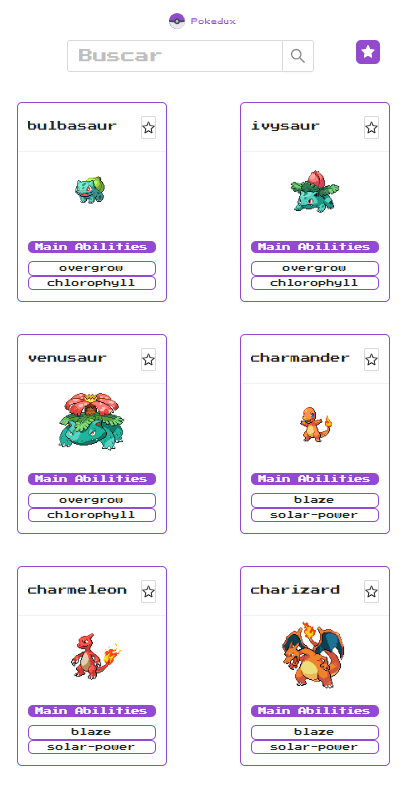 Pokedux
Buscar
bulbasaur
Main Abilities
overgrow
chlorophyll
ivysaur
Main Abilities
overgrow
chlorophyll
venusaur
Main Abilities
overgrow
chlorophyll
charmander
Main Abilities
blaze
solar-power
charmeleon
Main Abilities
blaze
solar-power
charizard
Main Abilities
blaze
solar-power